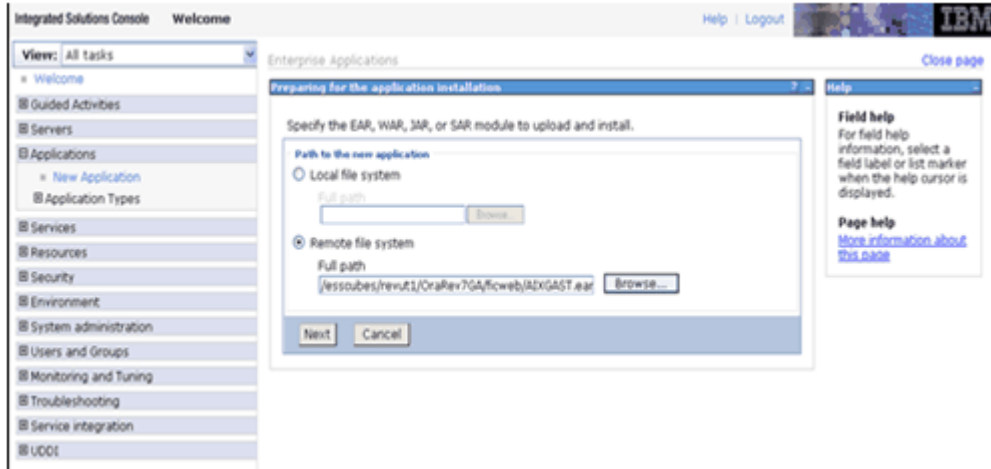 Integrated Solutions Console Welcome
Help | Logout
IBM
View: All tasks
Welcome
Guided Activities
Servers
Applications
New Application
Application Types
Services
Resources
Security
Environment
System administration
Users and Groups
Monitoring and Tuning
Troubleshooting
Service integration
UDDI
Enterprise Applications
Close page
Preparing for the application installation
? -
Specify the EAR, WAR, JAR, or SAR module to upload and install.
Path to the new application
Local file system
Full path
Browse...
Remote file system
Full path
/essoubes/revut1/OraRev7GA/ficweb/AIXGAST.ear
Browse...
Next Cancel
Help
-
Field help
For field help
information, select a
field label or list marker
when the help cursor is
displayed.
Page help
More information about
this page